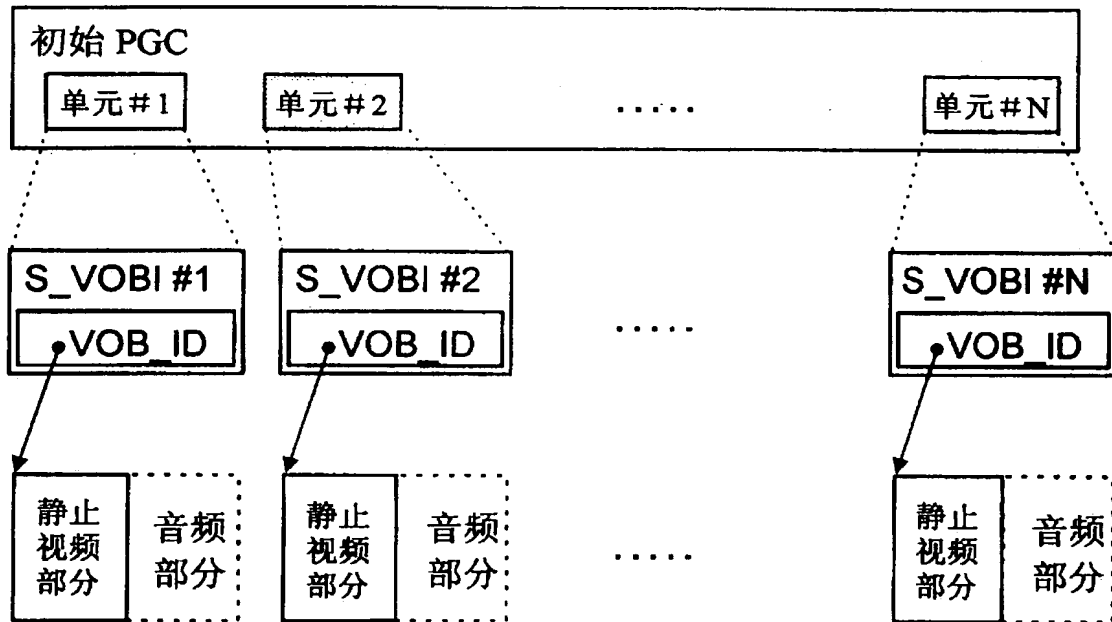 初始 PGC
单元#1 单元#2 ..... 单元#N
S_VOBI #1 S_VOBI #2 S_VOBI #N
VOB_ID VOB_ID ..... VOB_ID
静止视频部分 音频部分 静止视频部分 音频部分 ..... 静止视频部分 音频部分